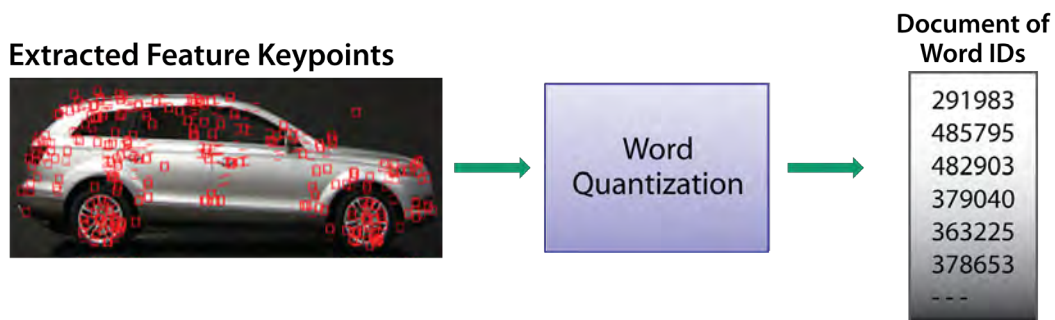 Extracted Feature Keypoints
Word
Quantization
Document of
Word IDs
291983
485795
482903
379040
363225
378653
---